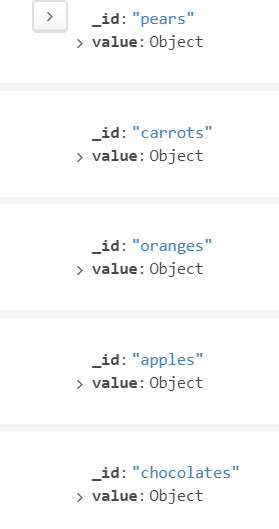 _id: "pears"
value: Object
_id: "carrots"
value: Object
_id: "oranges"
value: Object
_id: "apples"
value: Object
_id: "chocolates"
value: Object